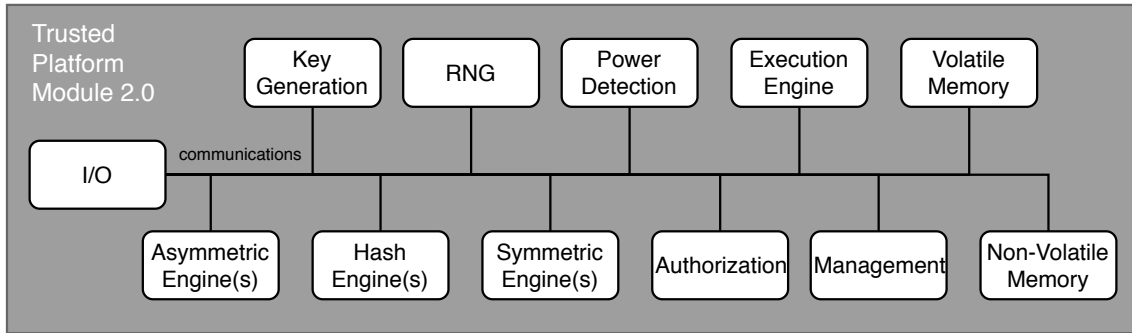 Trusted
Platform
Module 2.0
Key
Generation
RNG
Power
Detection
Execution
Engine
Volatile
Memory
I/O
communications
Asymmetric
Engine(s)
Hash
Engine(s)
Symmetric
Engine(s)
Authorization
Management
Non-Volatile
Memory